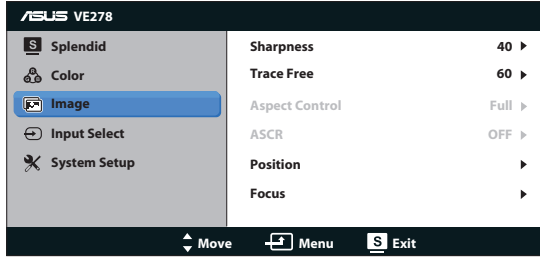 ASUS VE278
S Splendid
Color
Image
Input Select
System Setup
Sharpness 40
Trace Free 60
Aspect Control Full
ASCR OFF
Position
Focus
Move Menu S Exit